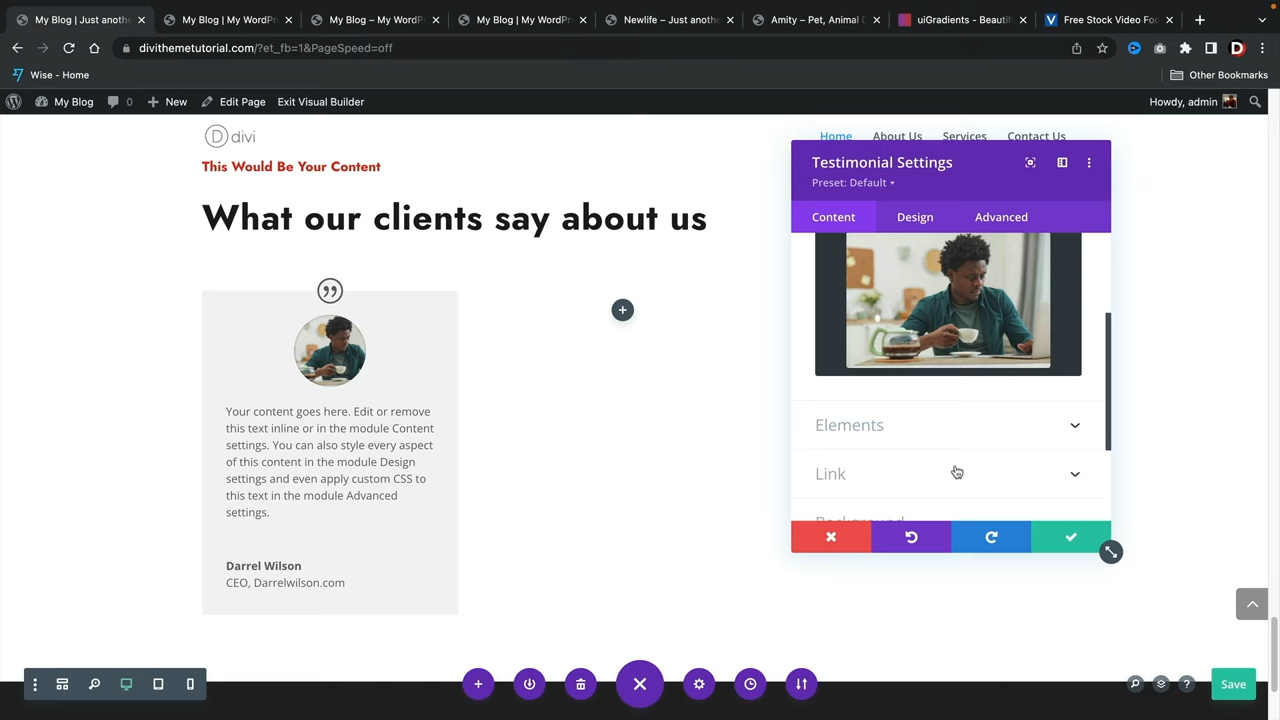 My Blog | Just anoth
My Blog | My WordPr
My Blog – My WordPr
My Blog | My WordPr
Newlife – Just anothe
Amity – Pet, Animal D
uiGradients - Beautif
Free Stock Video Foo
divithemetutorial.com/?et_fb=1&PageSpeed=off
D
Wise - Home
Other Bookmarks
My Blog
0
New
Edit Page
Exit Visual Builder
Howdy, admin
D divi
Home
About Us
Services
Contact Us
This Would Be Your Content
What our clients say about us
Your content goes here. Edit or remove
this text inline or in the module Content
settings. You can also style every aspect
of this content in the module Design
settings and even apply custom CSS to
this text in the module Advanced
settings.
Darrel Wilson
CEO, Darrelwilson.com
Testimonial Settings
Preset: Default
Content
Design
Advanced
Elements
Link
Background
Save